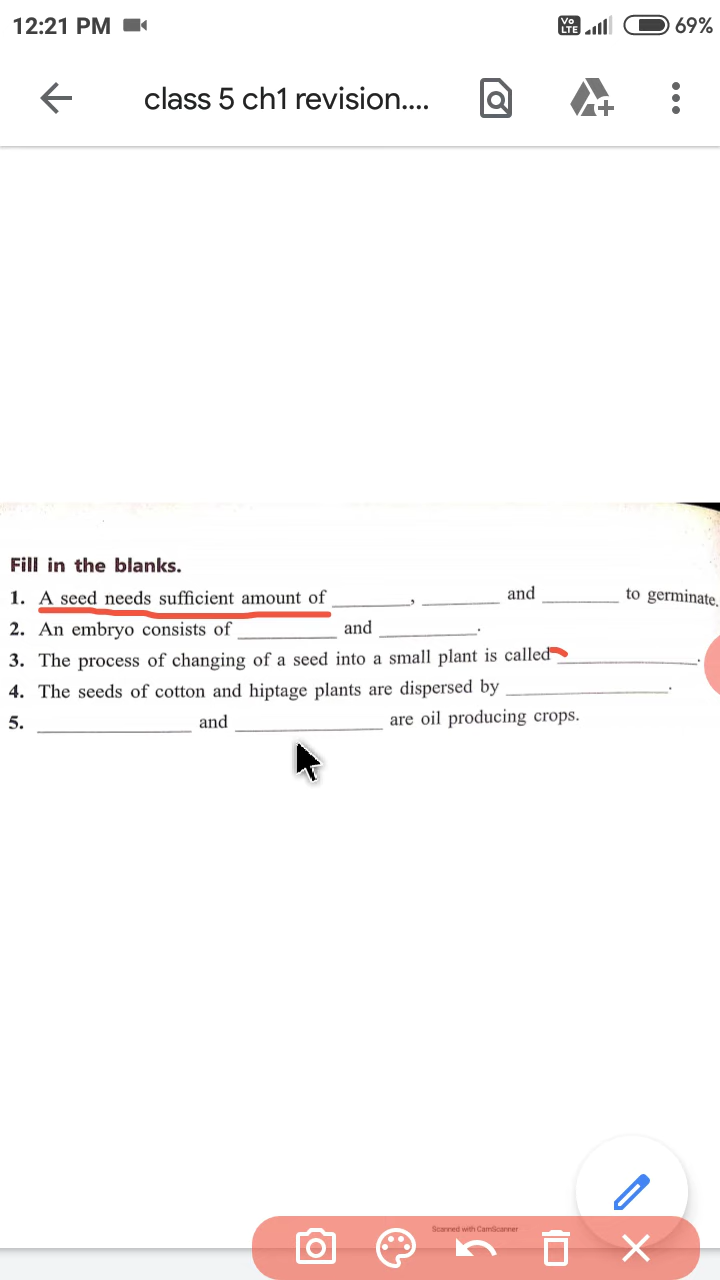 12:21 PM Vo LTE 69%
class 5 ch1 revision....
Fill in the blanks.
1. A seed needs sufficient amount of ________, ________ and ________ to germinate.
2. An embryo consists of ________ and ________.
3. The process of changing of a seed into a small plant is called ________.
4. The seeds of cotton and hiptage plants are dispersed by ________.
5. ________ and ________ are oil producing crops.
Scanned with CamScanner